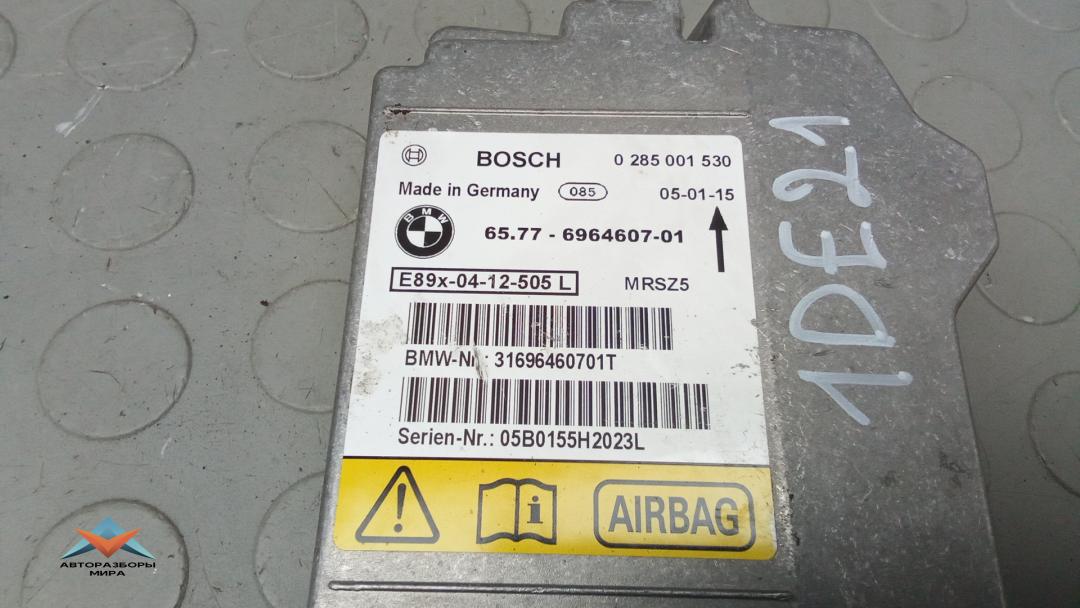 BOSCH 0 285 001 530
Made in Germany 085 05-01-15
BMW
65.77 - 6964607-01
E89x-04-12-505 L MRSZ5
BMW-Nr.: 31696460701T
Serien-Nr.: 05B0155H2023L
AIRBAG
1DE21
АВТОРАЗБОРЫ
МИРА